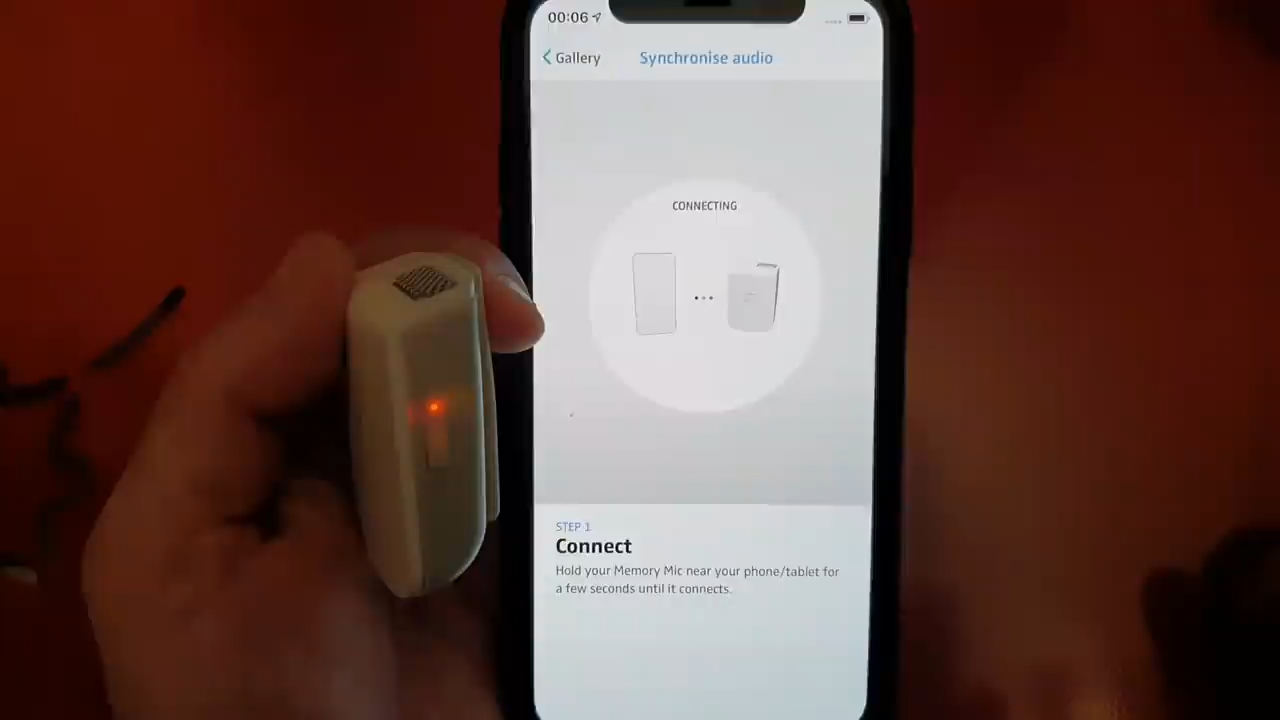 00:06
Gallery
Synchronise audio
CONNECTING
STEP 1
Connect
Hold your Memory Mic near your phone/tablet for
a few seconds until it connects.